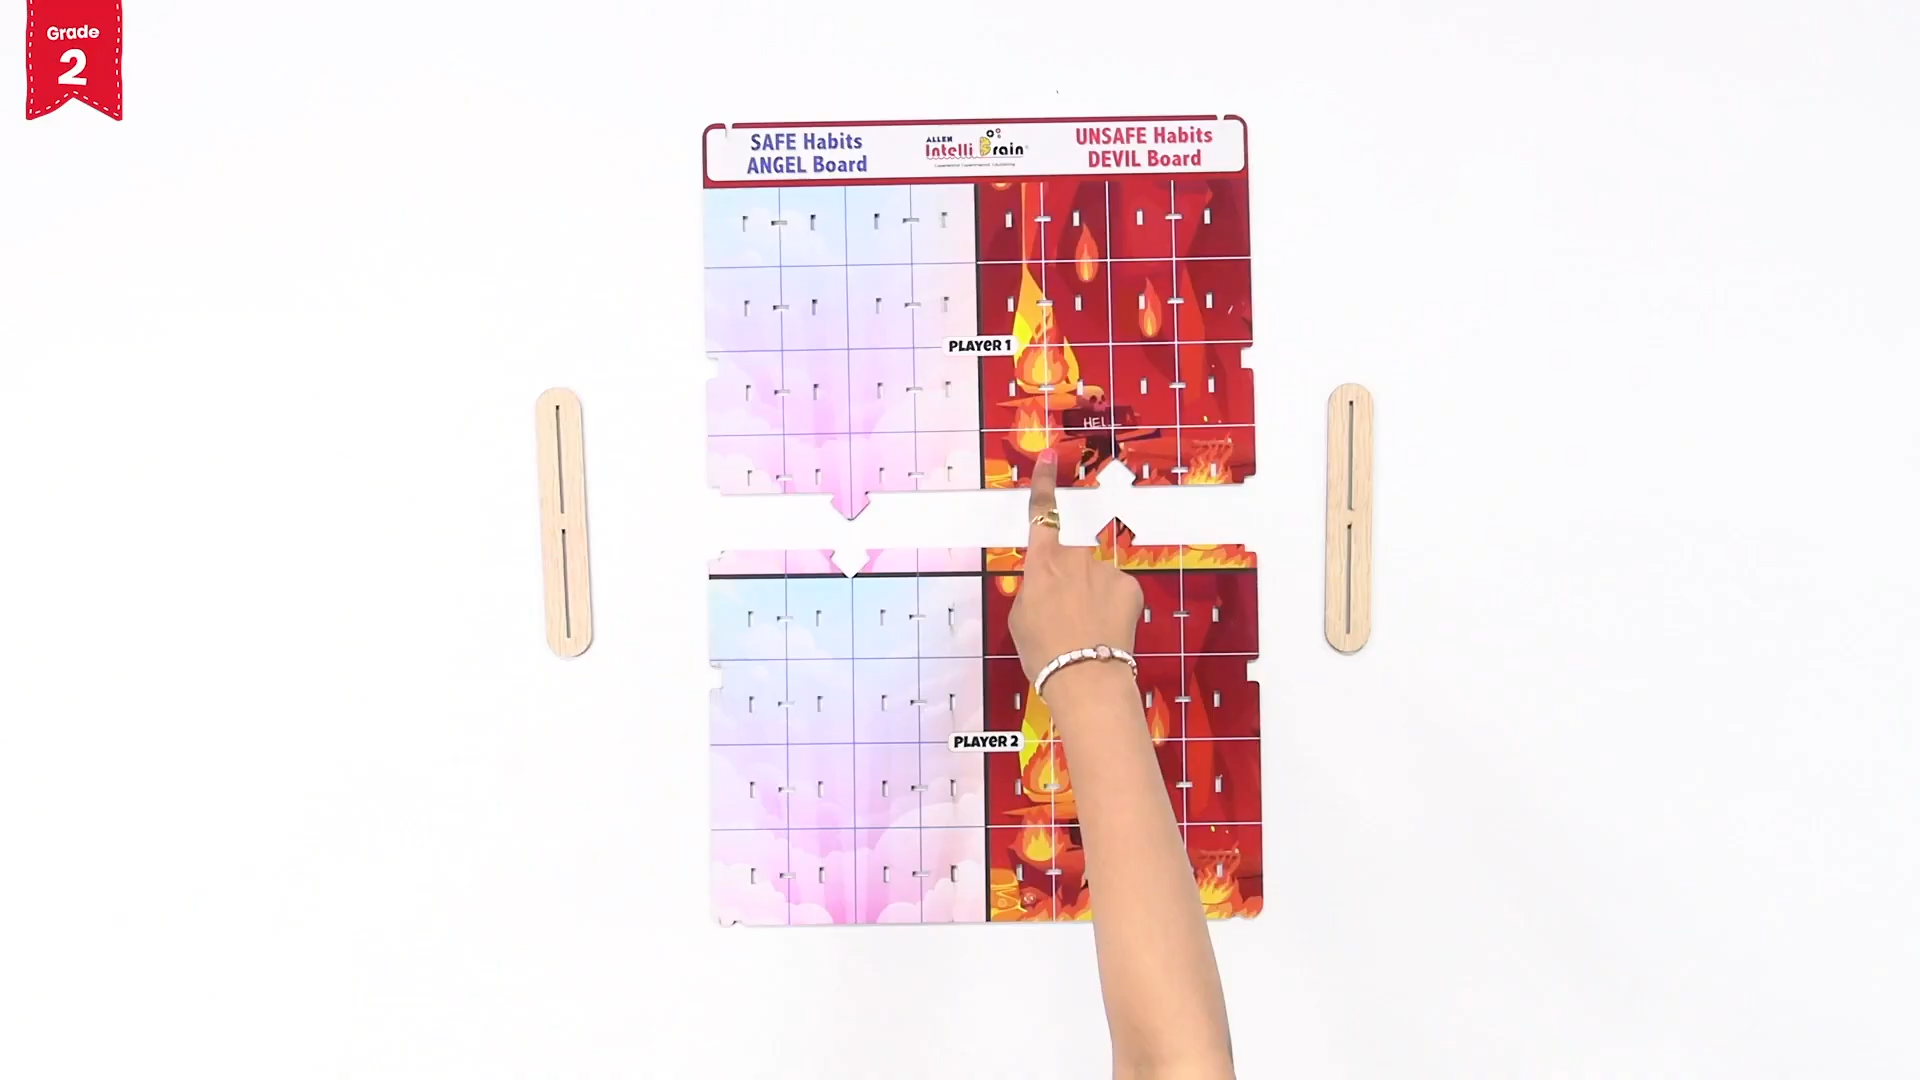 Grade
2
SAFE Habits
ANGEL Board
ALLEN
Intelli Brain
UNSAFE Habits
DEVIL Board
PLAYER 1
PLAYER 2